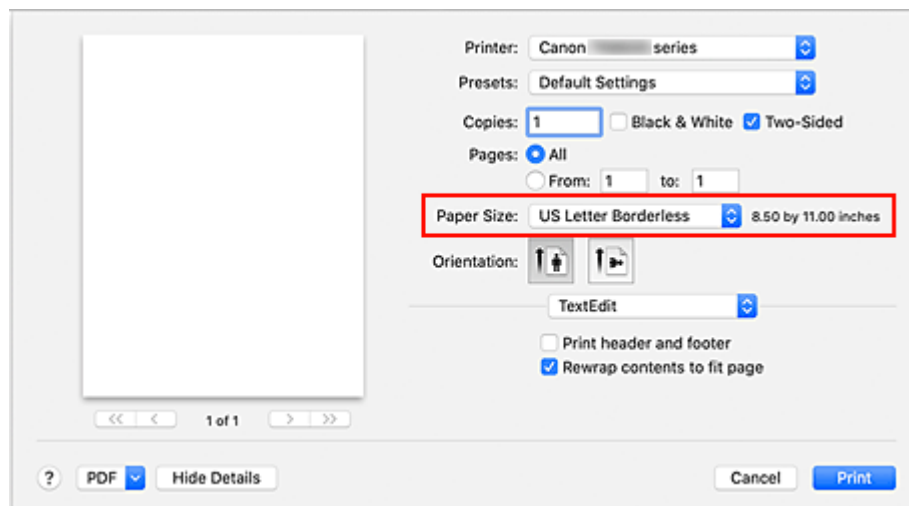 Printer: Canon series
Presets: Default Settings
Copies: 1 Black & White Two-Sided
Pages: All
From: 1 to: 1
Paper Size: US Letter Borderless 8.50 by 11.00 inches
Orientation:
TextEdit
Print header and footer
Rewrap contents to fit page
<< < 1 of 1 > >>
? PDF Hide Details Cancel Print